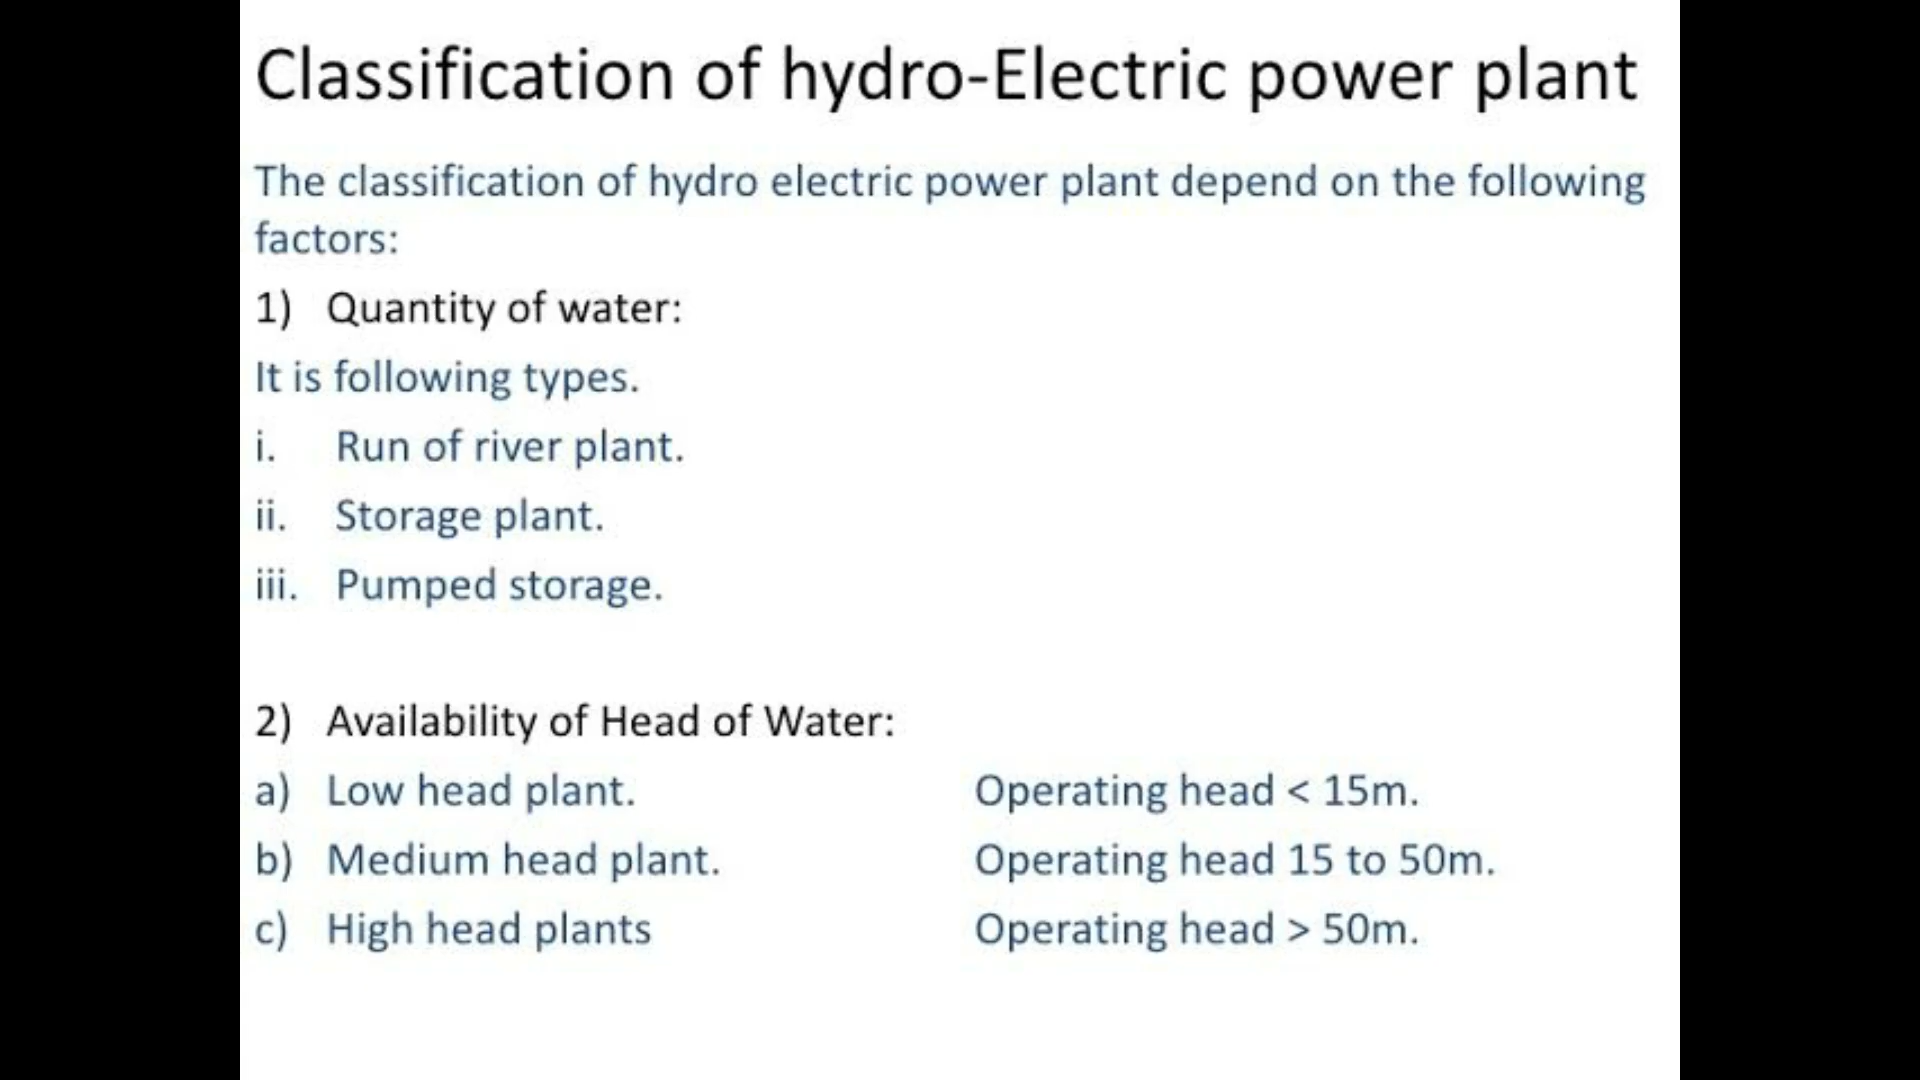 Classification of hydro-Electric power plant
The classification of hydro electric power plant depend on the following
factors:
1) Quantity of water:
It is following types.
i. Run of river plant.
ii. Storage plant.
iii. Pumped storage.
2) Availability of Head of Water:
a) Low head plant. Operating head < 15m.
b) Medium head plant. Operating head 15 to 50m.
c) High head plants Operating head > 50m.